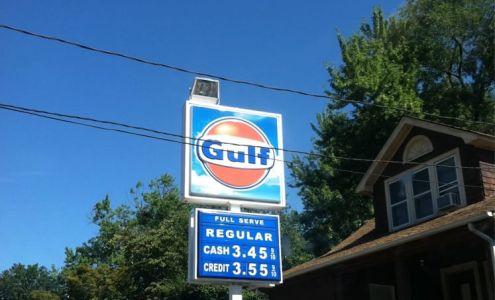 Gulf
FULL SERVE
REGULAR
CASH 3.45 9/10
CREDIT 3.55 9/10